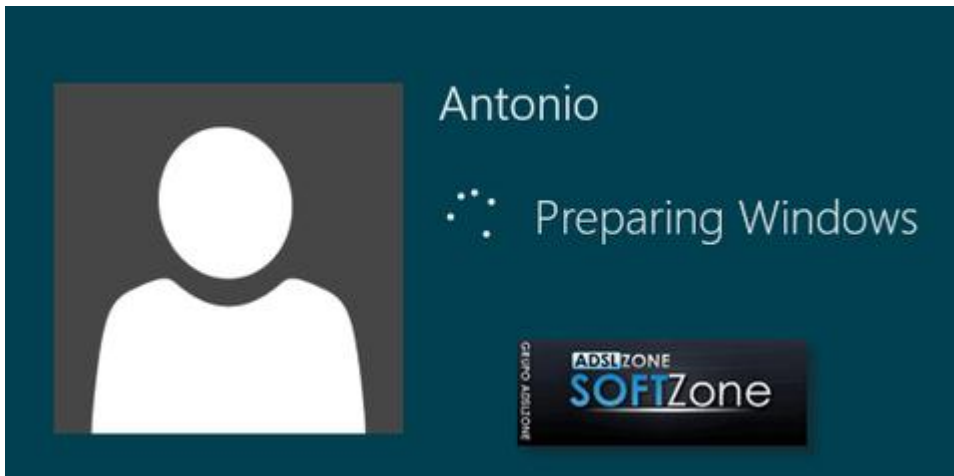 Antonio
Preparing Windows
GRUPO ADSLZONE
ADSLZONE
SOFTZone